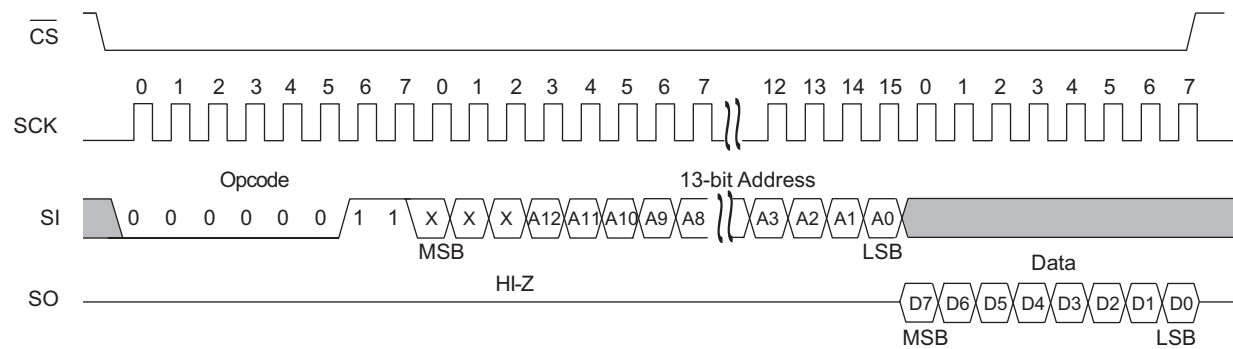 CS
0 1 2 3 4 5 6 7 0 1 2 3 4 5 6 7 12 13 14 15 0 1 2 3 4 5 6 7
SCK
Opcode 13-bit Address
SI 0 0 0 0 0 0 1 1 X X X A12 A11 A10 A9 A8 A3 A2 A1 A0
MSB LSB
HI-Z Data
SO D7 D6 D5 D4 D3 D2 D1 D0
MSB LSB